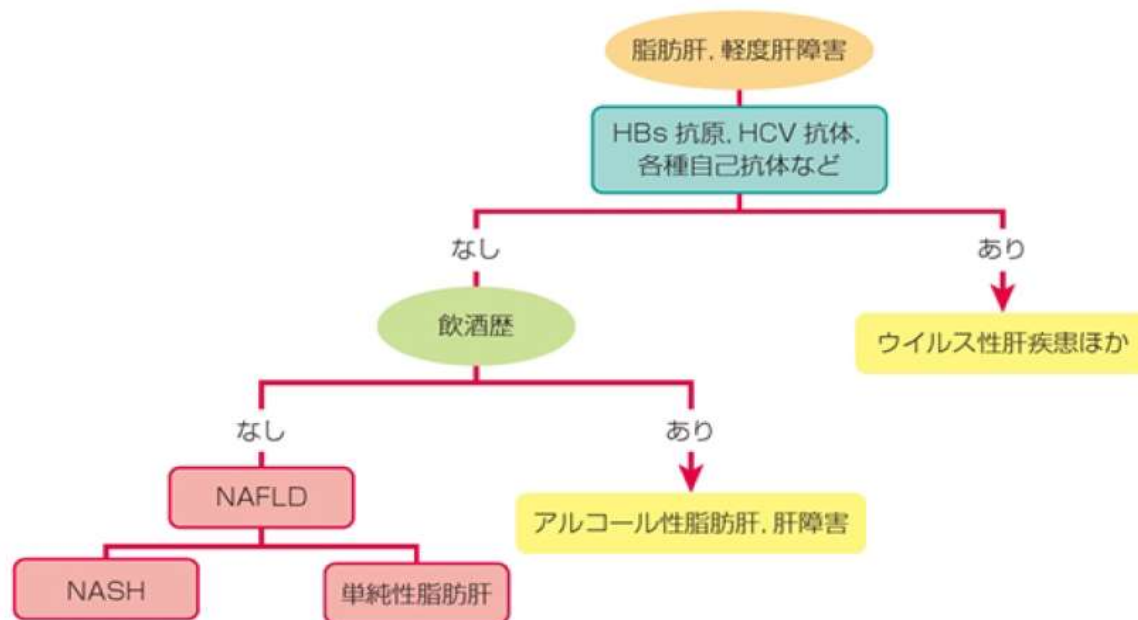 脂肪肝, 軽度肝障害
HBs 抗原, HCV 抗体,
各種自己抗体など
なし
あり
飲酒歴
ウイルス性肝疾患ほか
なし
あり
NAFLD
アルコール性脂肪肝, 肝障害
NASH
単純性脂肪肝